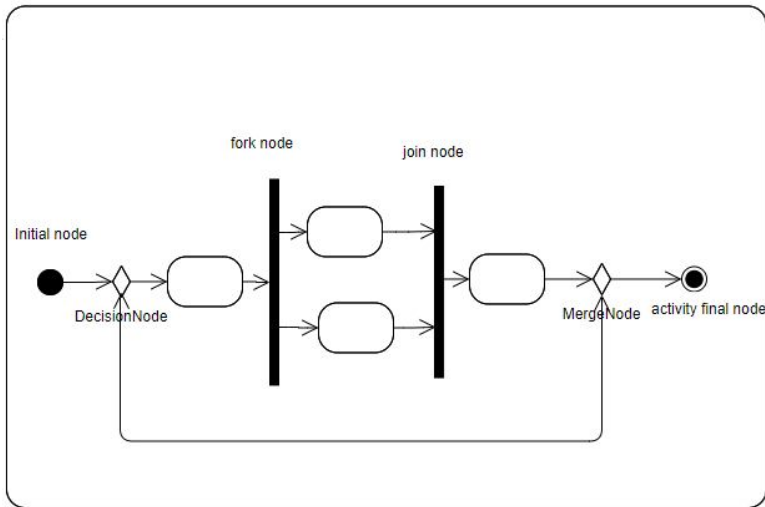 fork node
join node
Initial node
DecisionNode
MergeNode
activity final node